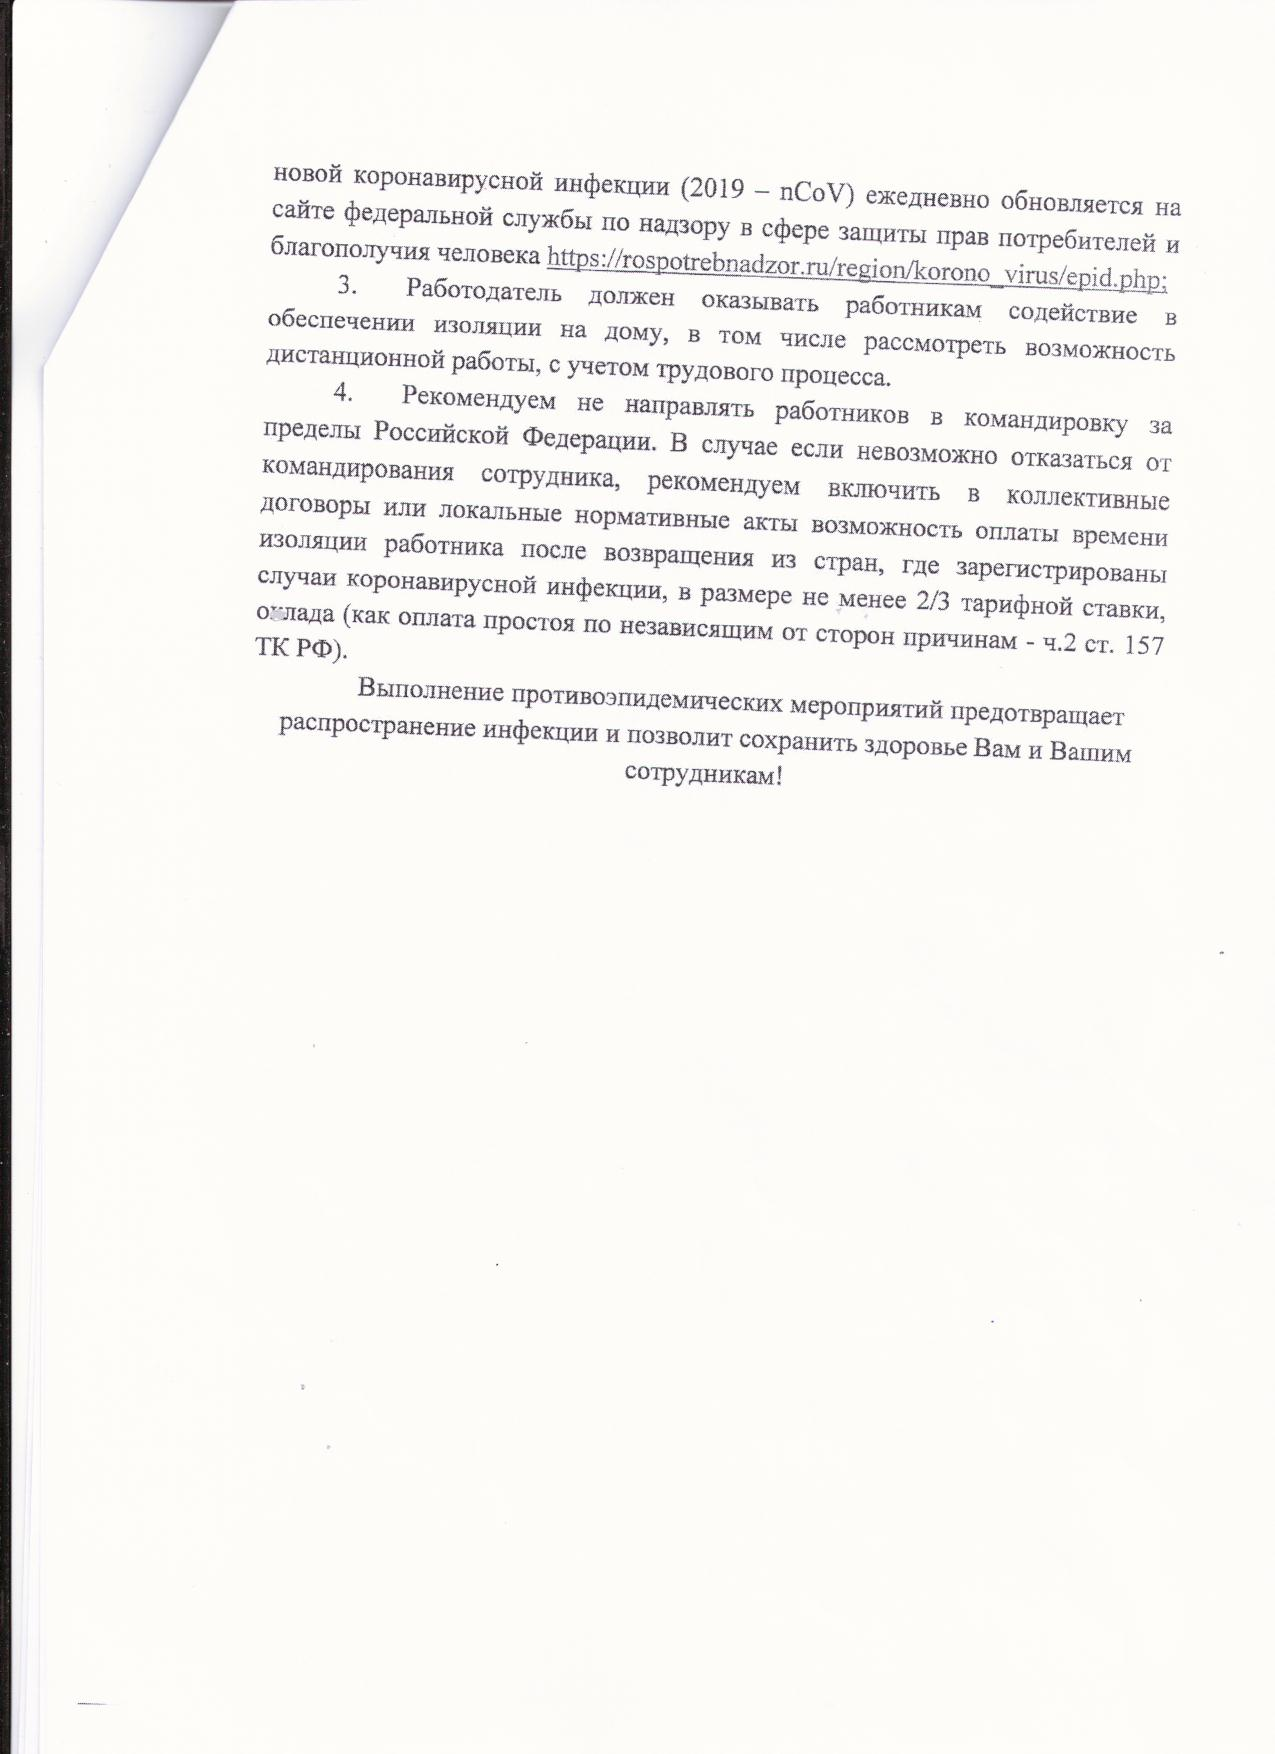 новой коронавирусной инфекции (2019 – nCoV) ежедневно обновляется на
сайте федеральной службы по надзору в сфере защиты прав потребителей и
благополучия человека https://rospotrebnadzor.ru/region/korono_virus/epid.php;
3. Работодатель должен оказывать работникам содействие в
обеспечении изоляции на дому, в том числе рассмотреть возможность
дистанционной работы, с учетом трудового процесса.
4. Рекомендуем не направлять работников в командировку за
пределы Российской Федерации. В случае если невозможно отказаться от
командирования сотрудника, рекомендуем включить в коллективные
договоры или локальные нормативные акты возможность оплаты времени
изоляции работника после возвращения из стран, где зарегистрированы
случаи коронавирусной инфекции, в размере не менее 2/3 тарифной ставки,
оклада (как оплата простоя по независящим от сторон причинам - ч.2 ст. 157
ТК РФ).
Выполнение противоэпидемических мероприятий предотвращает
распространение инфекции и позволит сохранить здоровье Вам и Вашим
сотрудникам!